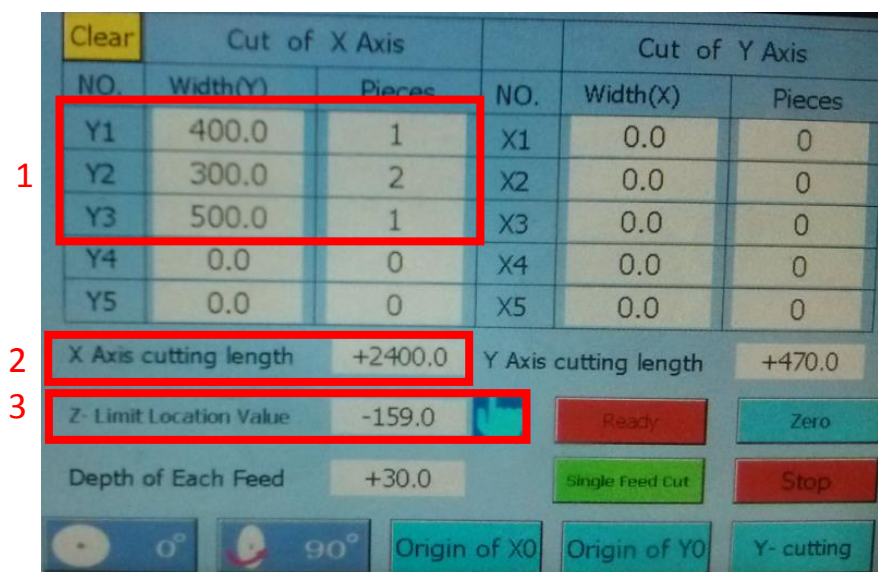 Clear Cut of X Axis Cut of Y Axis
NO. Width(Y) Pieces NO. Width(X) Pieces
1
Y1 400.0 1 X1 0.0 0
Y2 300.0 2 X2 0.0 0
Y3 500.0 1 X3 0.0 0
Y4 0.0 0 X4 0.0 0
Y5 0.0 0 X5 0.0 0
2 X Axis cutting length +2400.0 Y Axis cutting length +470.0
3 Z- Limit Location Value -159.0 Ready Zero
Depth of Each Feed +30.0 Single Feed Cut Stop
0° 90° Origin of X0 Origin of Y0 Y- cutting